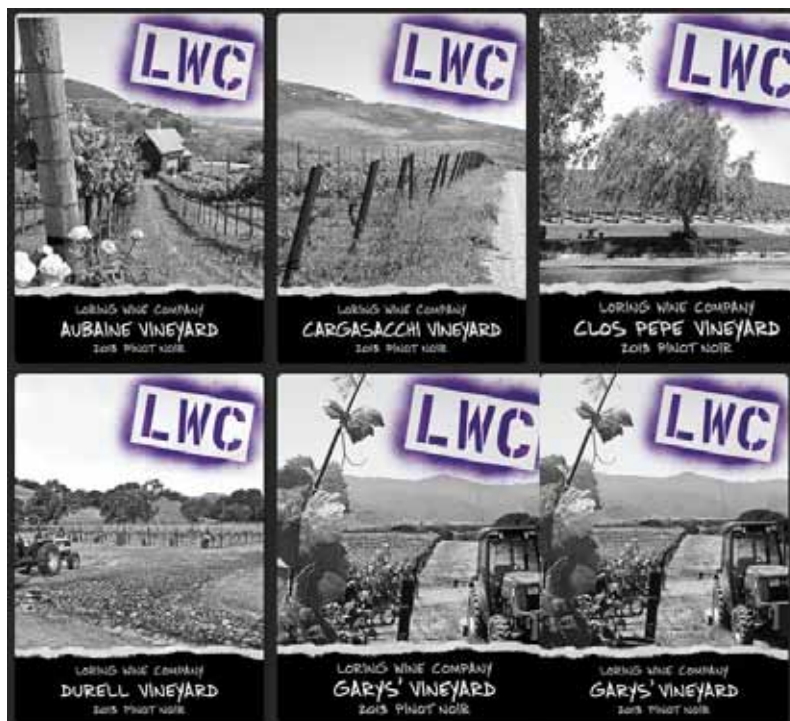 LWC
LORING WINE COMPANY
AUBAINE VINEYARD
2013 PINOT NOIR
LWC
LORING WINE COMPANY
CARGASACCHI VINEYARD
2013 PINOT NOIR
LWC
LORING WINE COMPANY
CLOS PEPE VINEYARD
2013 PINOT NOIR
LWC
LORING WINE COMPANY
DURELL VINEYARD
2013 PINOT NOIR
LWC
LORING WINE COMPANY
GARYS' VINEYARD
2013 PINOT NOIR
LWC
LORING WINE COMPANY
GARYS' VINEYARD
2013 PINOT NOIR